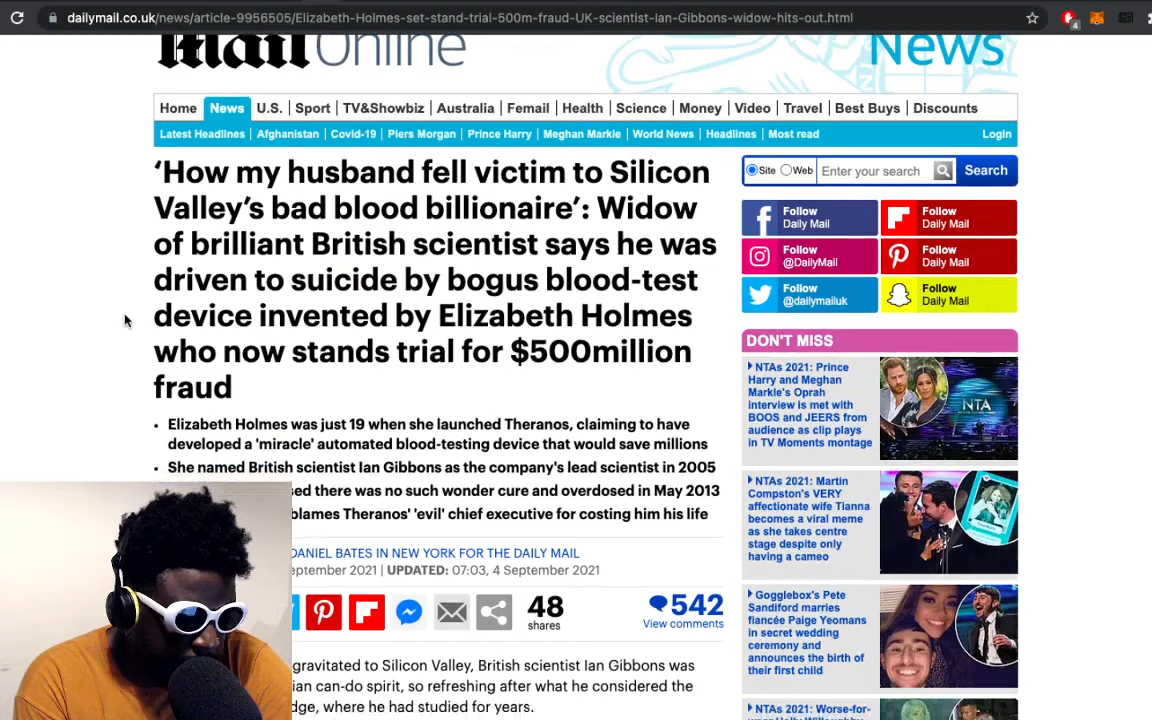 dailymail.co.uk/news/article-9956505/Elizabeth-Holmes-set-stand-trial-500m-fraud-UK-scientist-Ian-Gibbons-widow-hits-out.html
4
Mail Online
News
Home News U.S. Sport TV&Showbiz Australia Femail Health Science Money Video Travel Best Buys Discounts
Latest Headlines Afghanistan Covid-19 Piers Morgan Prince Harry Meghan Markle World News Headlines Most read Login
‘How my husband fell victim to Silicon
Valley’s bad blood billionaire’: Widow
of brilliant British scientist says he was
driven to suicide by bogus blood-test
device invented by Elizabeth Holmes
who now stands trial for $500million
fraud
• Elizabeth Holmes was just 19 when she launched Theranos, claiming to have
developed a 'miracle' automated blood-testing device that would save millions
• She named British scientist Ian Gibbons as the company's lead scientist in 2005
sed there was no such wonder cure and overdosed in May 2013
blames Theranos' 'evil' chief executive for costing him his life
DANIEL BATES IN NEW YORK FOR THE DAILY MAIL
eptember 2021 | UPDATED: 07:03, 4 September 2021
48
shares
542
View comments
gravitated to Silicon Valley, British scientist Ian Gibbons was
ian can-do spirit, so refreshing after what he considered the
dge, where he had studied for years.
Site Web Enter your search Search
Follow
Daily Mail
Follow
Daily Mail
Follow
@DailyMail
Follow
Daily Mail
Follow
@dailymailuk
Follow
Daily Mail
DON'T MISS
NTAs 2021: Prince
Harry and Meghan
Markle's Oprah
interview is met with
BOOS and JEERS from
audience as clip plays
in TV Moments montage
NTA
NTAs 2021: Martin
Compston's VERY
affectionate wife Tianna
becomes a viral meme
as she takes centre
stage despite only
having a cameo
Gogglebox's Pete
Sandiford marries
fiancée Paige Yeomans
in secret wedding
ceremony and
announces the birth of
their first child
NTAs 2021: Worse-for-